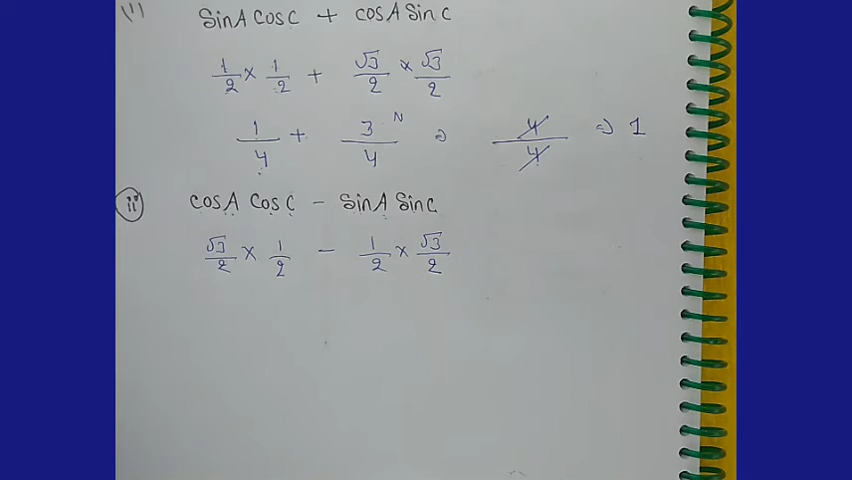 (i) SinA CosC + cosA SinC
1/2 × 1/2 + √3/2 × √3/2
1/4 + 3/4 ⇒ 4/4 ⇒ 1
(ii) cosA CosC - SinA SinC
√3/2 × 1/2 - 1/2 × √3/2